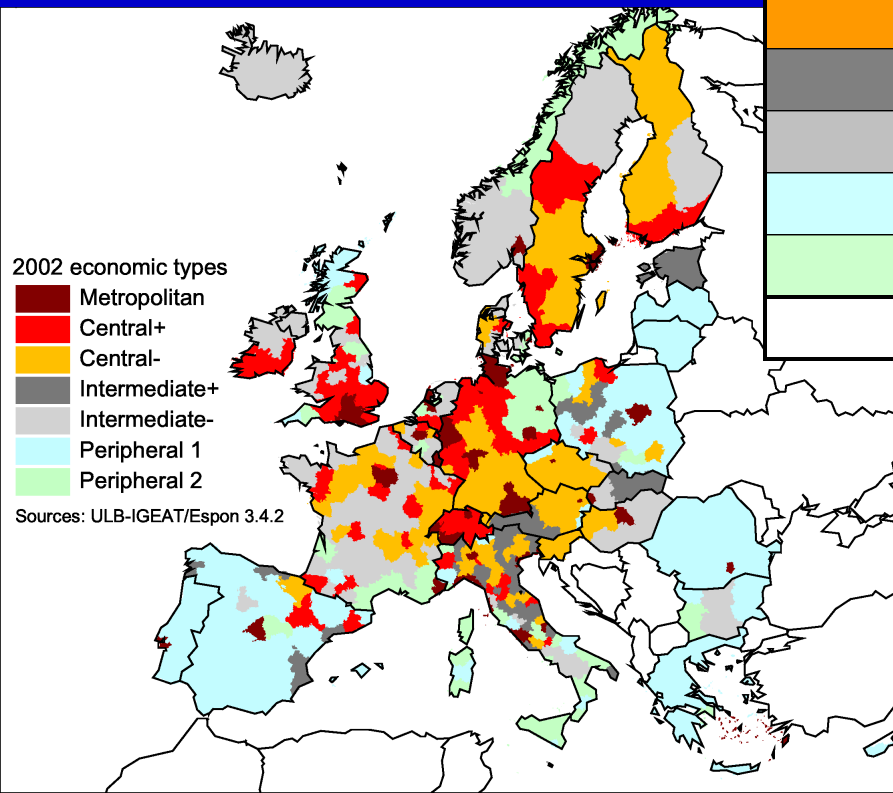 2002 economic types
Metropolitan
Central+
Central-
Intermediate+
Intermediate-
Peripheral 1
Peripheral 2
Sources: ULB-IGEAT/Espon 3.4.2